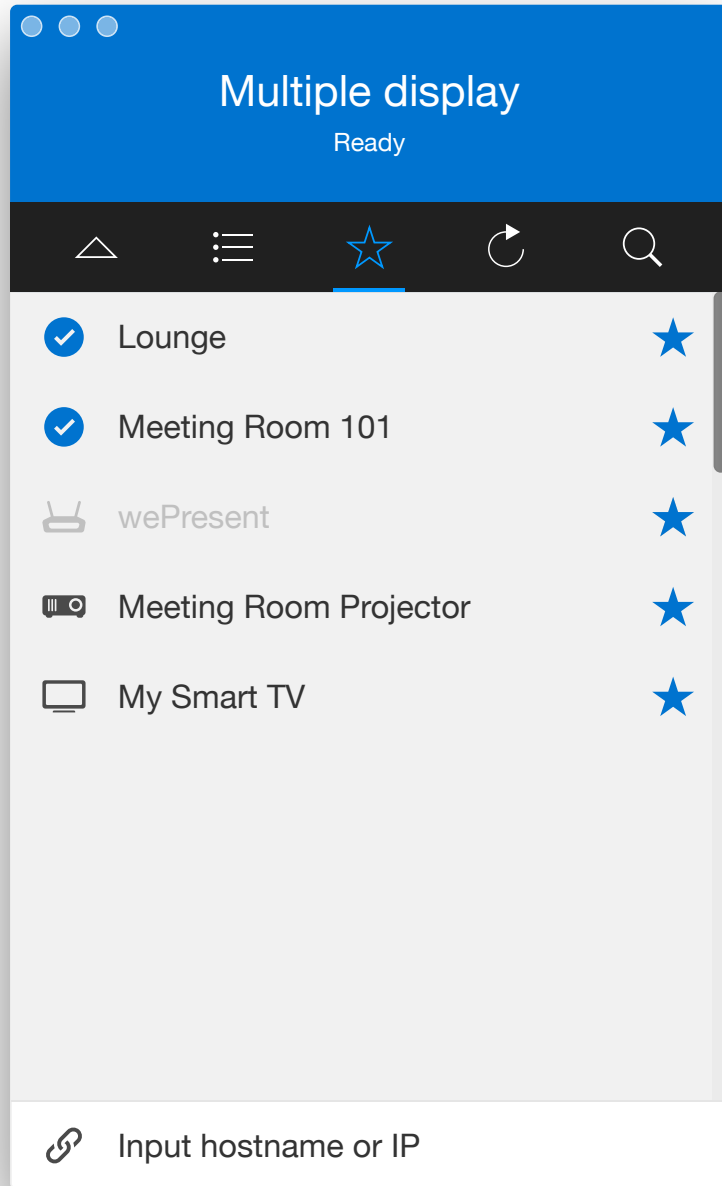 Multiple display
Ready
Lounge
Meeting Room 101
wePresent
Meeting Room Projector
My Smart TV
Input hostname or IP